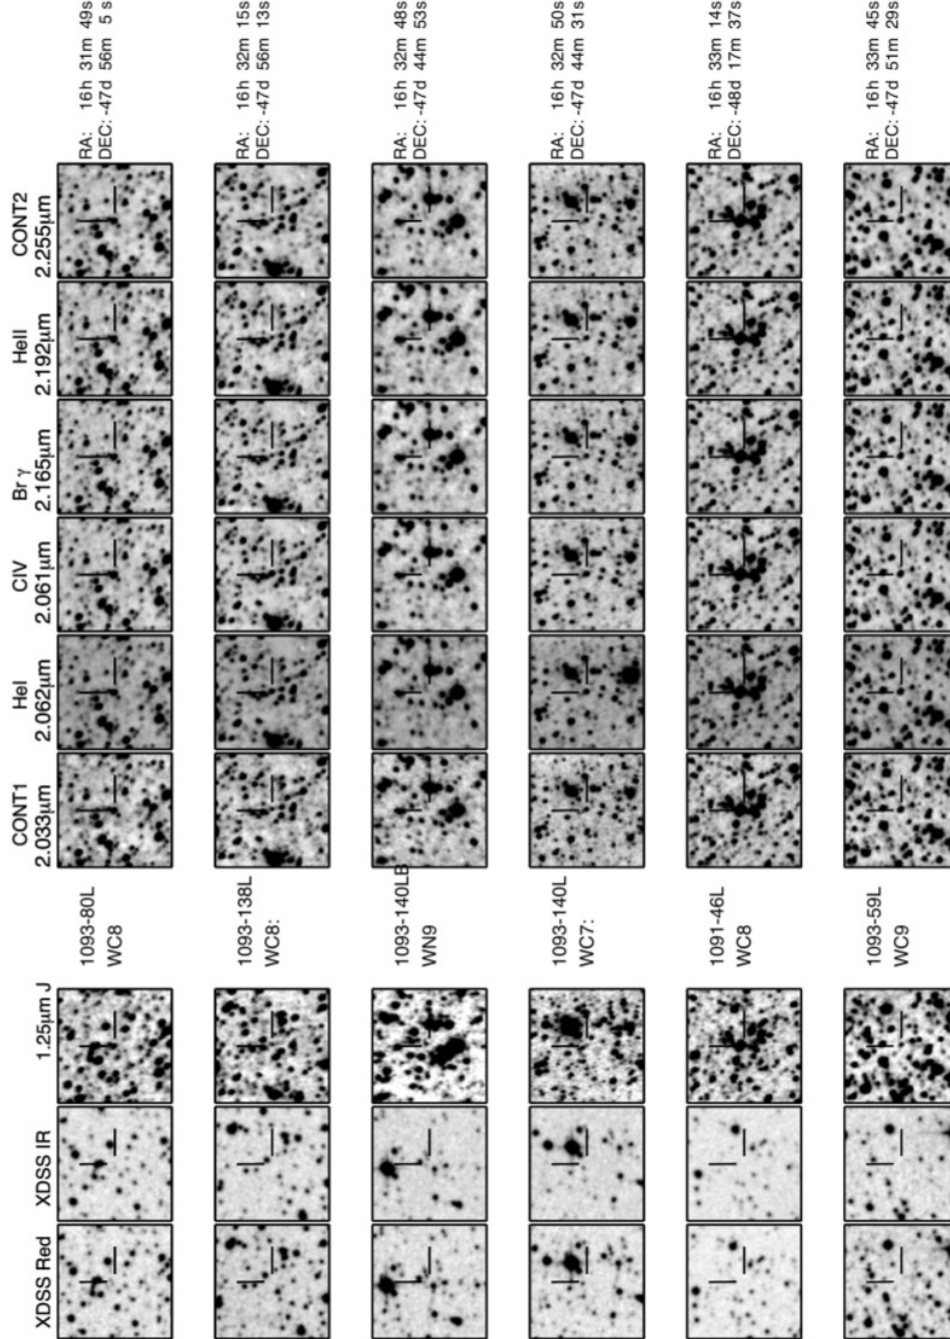 XDSS Red XDSS IR 1.25μm J CONT1 HeI CIV Br γ HeII CONT2
2.033μm 2.062μm 2.061μm 2.165μm 2.192μm 2.255μm
1093-80L
WC8
RA: 16h 31m 49s
DEC: -47d 56m 5s
1093-138L
WC8:
RA: 16h 32m 15s
DEC: -47d 56m 13s
1093-140LB
WN9
RA: 16h 32m 48s
DEC: -47d 44m 53s
1093-140L
WC7:
RA: 16h 32m 50s
DEC: -47d 44m 31s
1091-46L
WC8
RA: 16h 33m 14s
DEC: -48d 17m 37s
1093-59L
WC9
RA: 16h 33m 45s
DEC: -47d 51m 29s